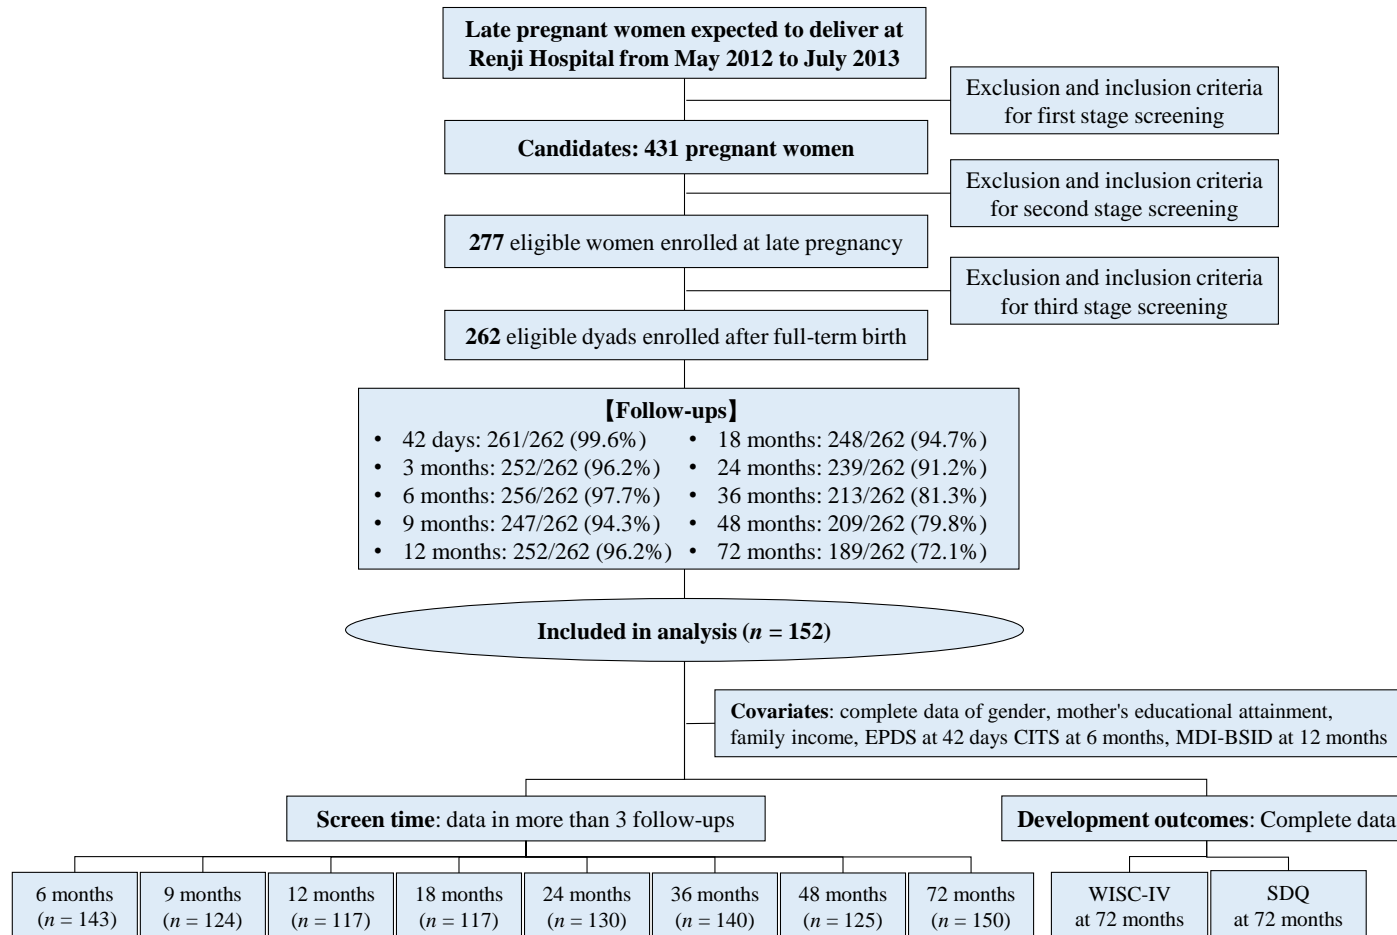 Late pregnant women expected to deliver at
Renji Hospital from May 2012 to July 2013
Exclusion and inclusion criteria
for first stage screening
Candidates: 431 pregnant women
Exclusion and inclusion criteria
for second stage screening
277 eligible women enrolled at late pregnancy
Exclusion and inclusion criteria
for third stage screening
262 eligible dyads enrolled after full-term birth
【Follow-ups】
• 42 days: 261/262 (99.6%)
• 3 months: 252/262 (96.2%)
• 6 months: 256/262 (97.7%)
• 9 months: 247/262 (94.3%)
• 12 months: 252/262 (96.2%)
• 18 months: 248/262 (94.7%)
• 24 months: 239/262 (91.2%)
• 36 months: 213/262 (81.3%)
• 48 months: 209/262 (79.8%)
• 72 months: 189/262 (72.1%)
Included in analysis (n = 152)
Covariates: complete data of gender, mother's educational attainment,
family income, EPDS at 42 days CITS at 6 months, MDI-BSID at 12 months
Screen time: data in more than 3 follow-ups
Development outcomes: Complete data
6 months
(n = 143)
9 months
(n = 124)
12 months
(n = 117)
18 months
(n = 117)
24 months
(n = 130)
36 months
(n = 140)
48 months
(n = 125)
72 months
(n = 150)
WISC-IV
at 72 months
SDQ
at 72 months